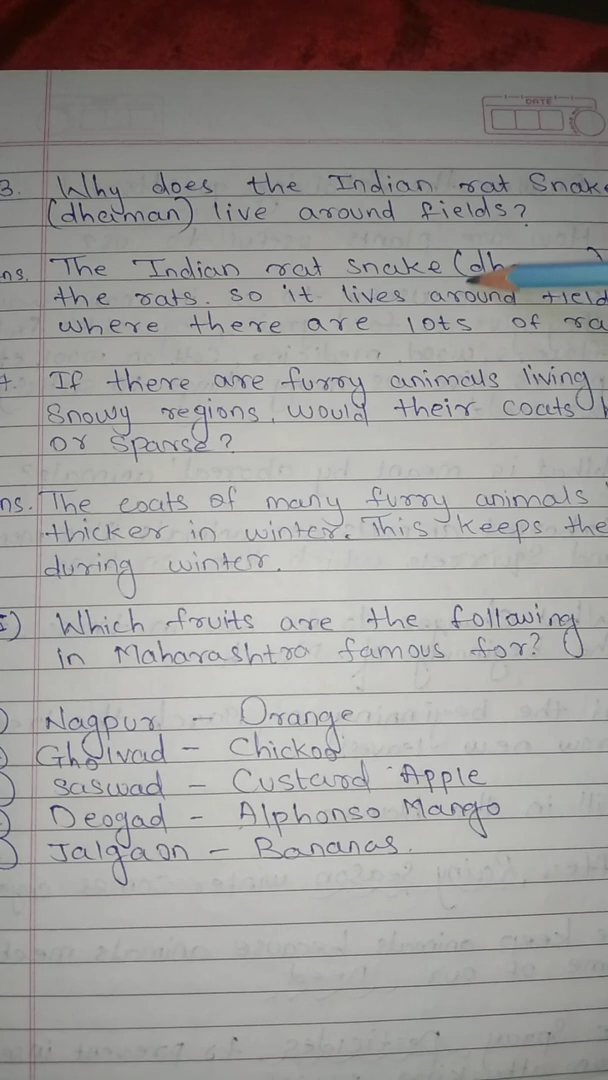 DATE
3. Why does the Indian rat Snake
(dhaman) live around fields?
ns. The Indian rat snake (dh
the rats. so it lives around field
where there are lots of ra
If there are furry animals living
Snowy regions, would their coats b
or Sparse?
ns. The coats of many furry animals
thicker in winter. This keeps the
during winter.
Which fruits are the following
in Maharashtra famous for?
Nagpur - Orange
Gholvad - Chickoo
Saswad - Custard Apple
Deogad - Alphonso Mango
Jalgaon - Bananas.